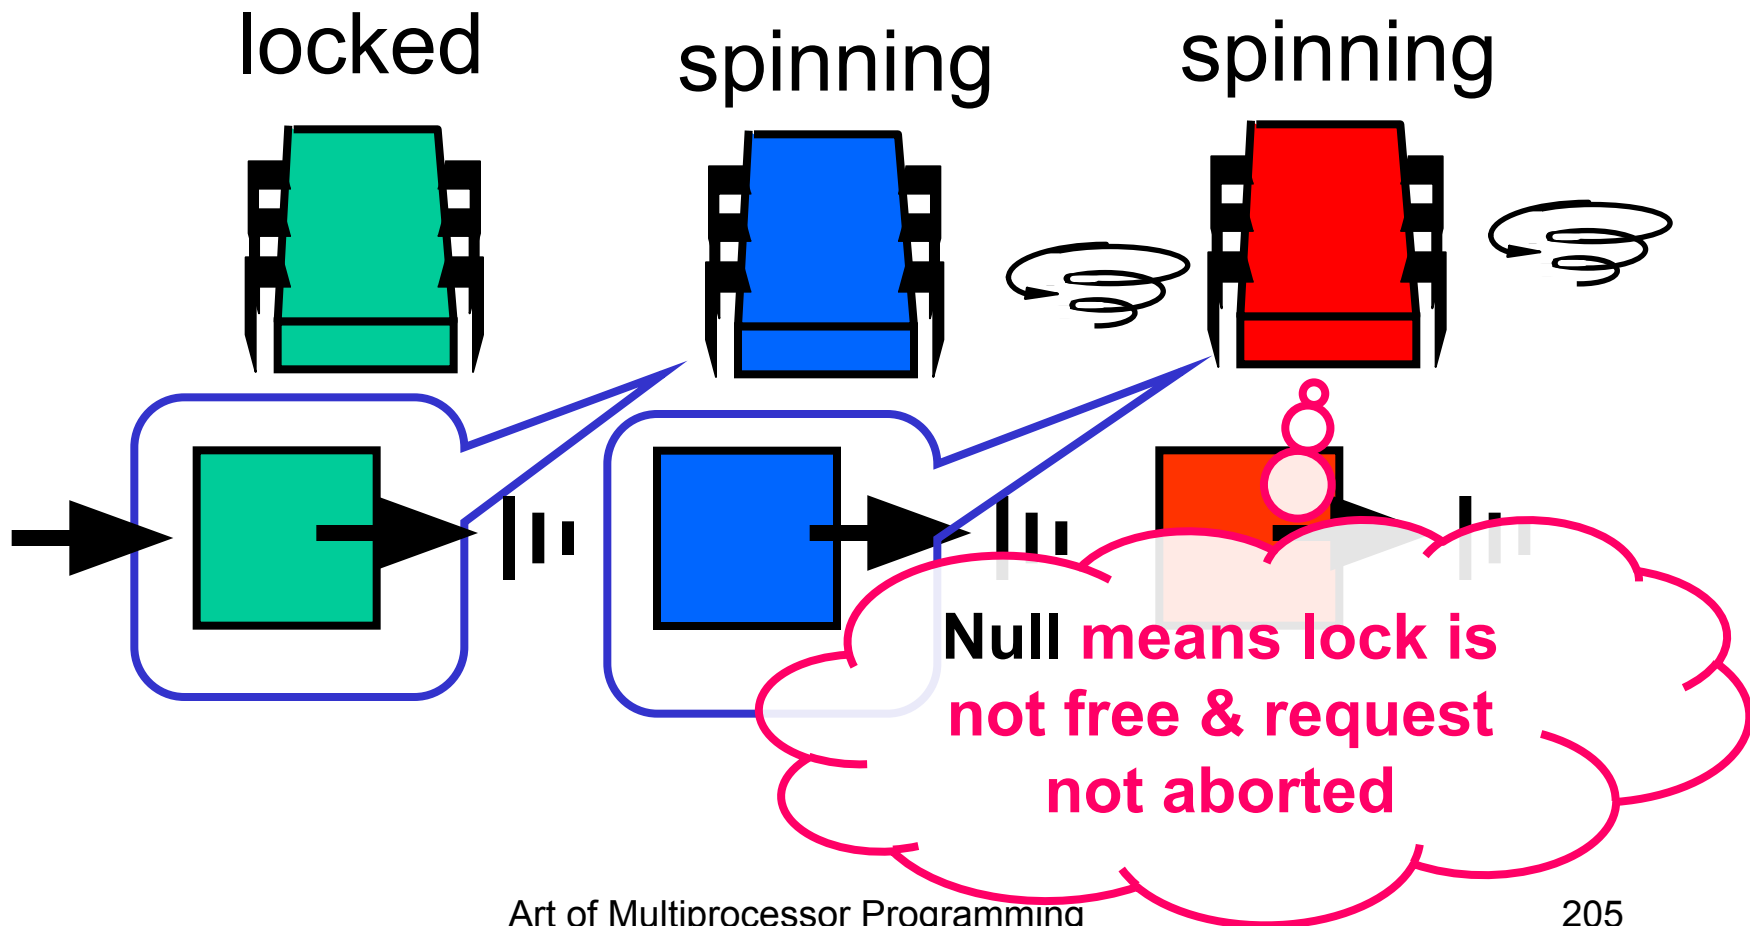 locked
spinning
spinning
Null means lock is
not free & request
not aborted
Art of Multiprocessor Programming
205